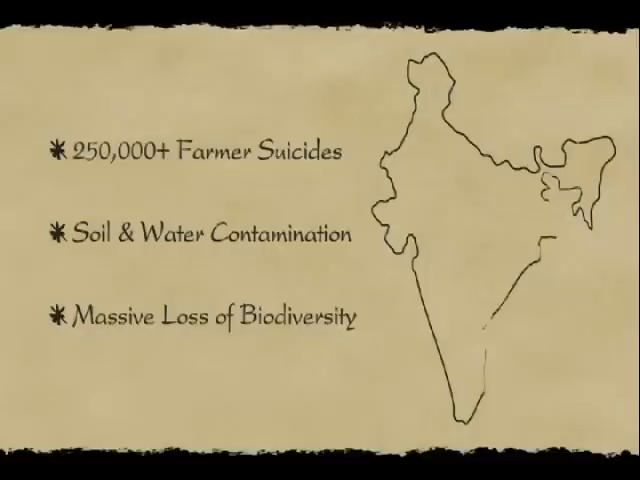 250,000+ Farmer Suicides
Soil & Water Contamination
Massive Loss of Biodiversity